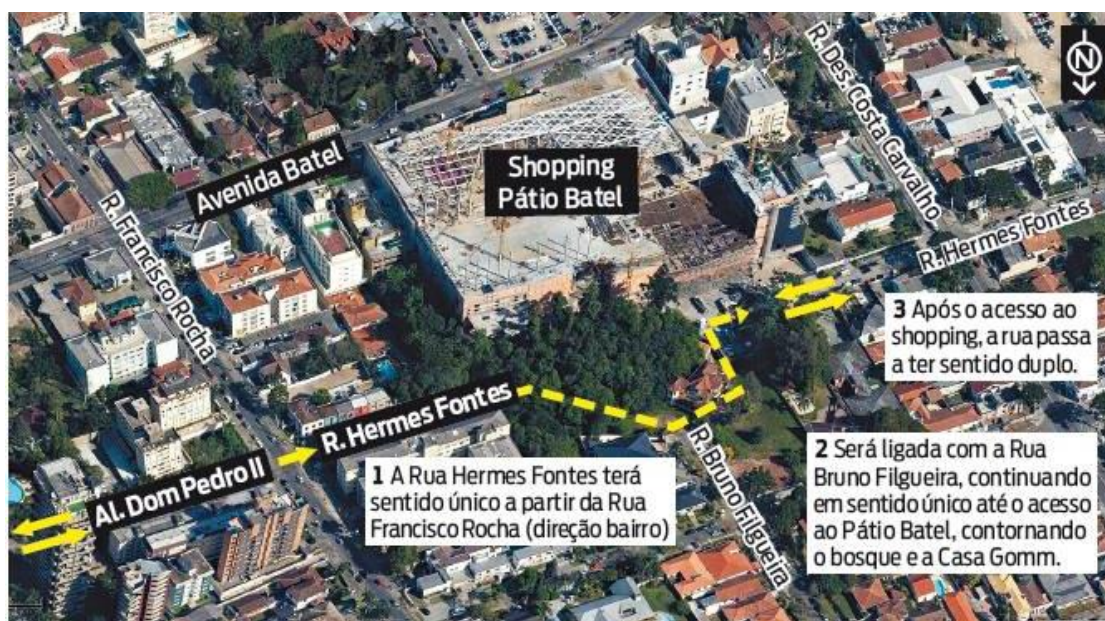 R. Des. Costa Carvalho
N
Avenida Batel
Shopping
Pátio Batel
R. Francisco Rocha
R. Hermes Fontes
3 Após o acesso ao
shopping, a rua passa
a ter sentido duplo.
R. Hermes Fontes
Al. Dom Pedro II
1 A Rua Hermes Fontes terá
sentido único a partir da Rua
Francisco Rocha (direção bairro)
R. Bruno Filgueira
2 Será ligada com a Rua
Bruno Filgueira, continuando
em sentido único até o acesso
ao Pátio Batel, contornando
o bosque e a Casa Gomm.